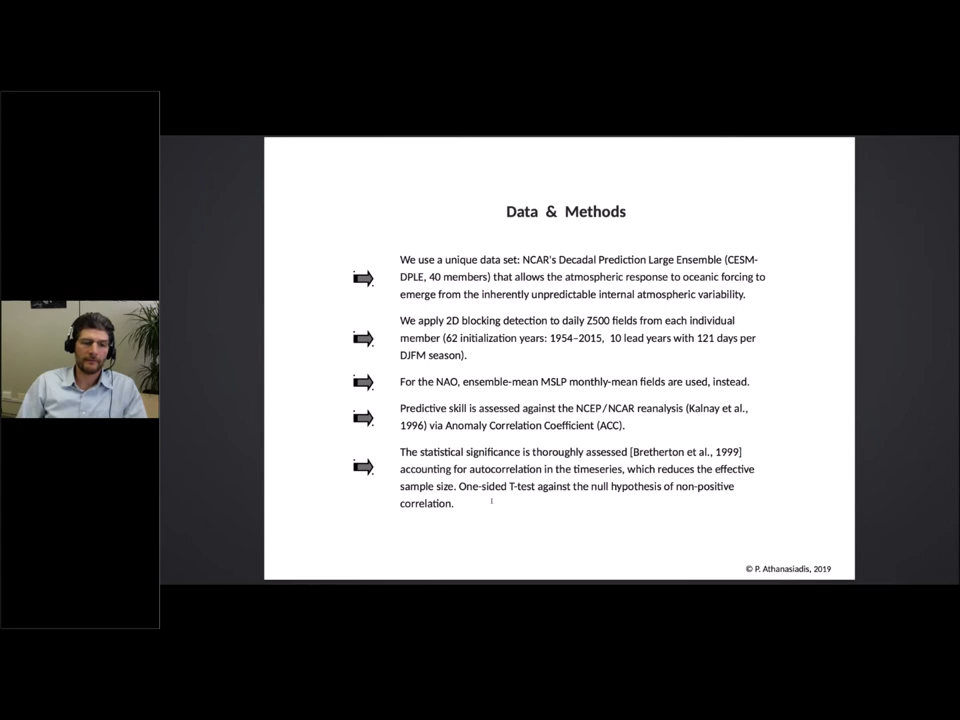 Data & Methods
We use a unique data set: NCAR's Decadal Prediction Large Ensemble (CESM-
DPLE, 40 members) that allows the atmospheric response to oceanic forcing to
emerge from the inherently unpredictable internal atmospheric variability.
We apply 2D blocking detection to daily Z500 fields from each individual
member (62 initialization years: 1954–2015, 10 lead years with 121 days per
DJFM season).
For the NAO, ensemble-mean MSLP monthly-mean fields are used, instead.
Predictive skill is assessed against the NCEP/NCAR reanalysis (Kalnay et al.,
1996) via Anomaly Correlation Coefficient (ACC).
The statistical significance is thoroughly assessed [Bretherton et al., 1999]
accounting for autocorrelation in the timeseries, which reduces the effective
sample size. One-sided T-test against the null hypothesis of non-positive
correlation.
© P. Athanasiadis, 2019